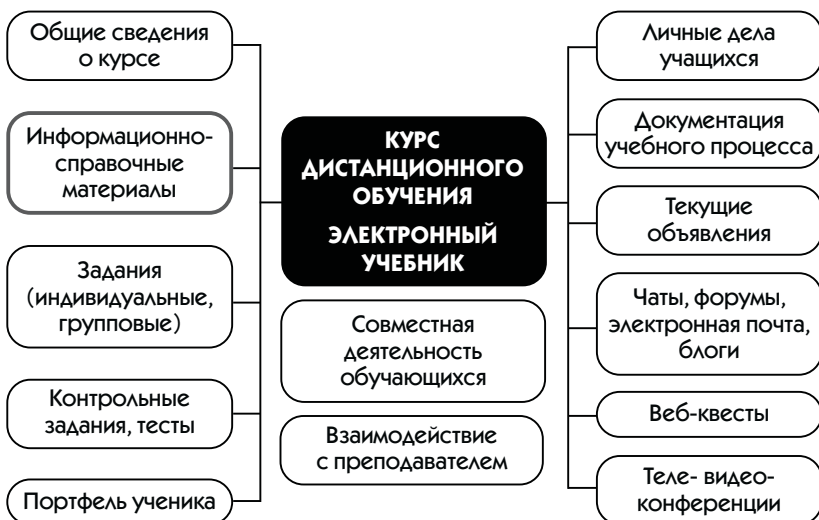 Общие сведения
о курсе
Информационно-
справочные
материалы
Задания
(индивидуальные,
групповые)
Контрольные
задания, тесты
Портфель ученика
КУРС
ДИСТАНЦИОННОГО
ОБУЧЕНИЯ
ЭЛЕКТРОННЫЙ
УЧЕБНИК
Совместная
деятельность
обучающихся
Взаимодействие
с преподавателем
Личные дела
учащихся
Документация
учебного процесса
Текущие
объявления
Чаты, форумы,
электронная почта,
блоги
Веб-квесты
Теле- видео-
конференции